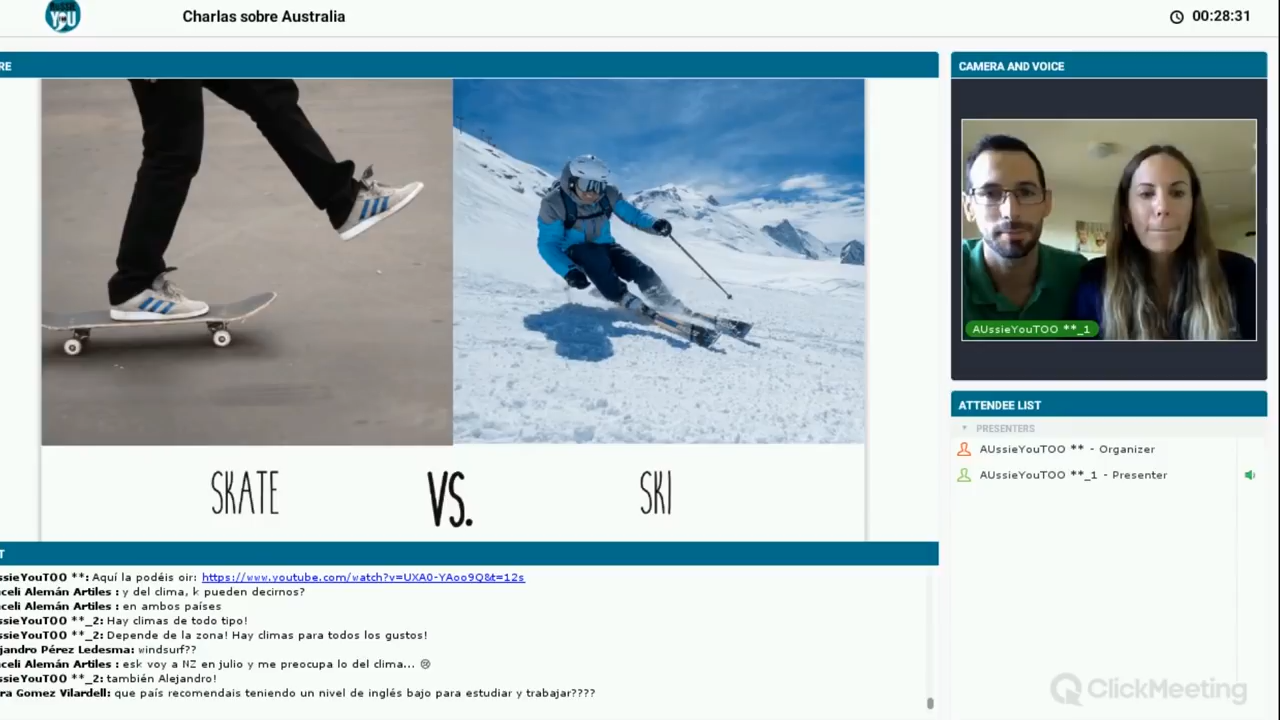 AUSSIE
YOU
Charlas sobre Australia
00:28:31
RE
CAMERA AND VOICE
AUssieYouTOO **_1
SKATE
VS.
SKI
ATTENDEE LIST
PRESENTERS
AUssieYouTOO ** - Organizer
AUssieYouTOO **_1 - Presenter
T
ssieYouTOO **: Aquí la podéis oir: https://www.youtube.com/watch?v=UXA0-YAoo9Q&t=12s
celi Alemán Artiles : y del clima, k pueden decirnos?
celi Alemán Artiles : en ambos países
ssieYouTOO **_2: Hay climas de todo tipo!
ssieYouTOO **_2: Depende de la zona! Hay climas para todos los gustos!
jandro Pérez Ledesma: windsurf??
celi Alemán Artiles : esk voy a NZ en julio y me preocupa lo del clima... ☹
ssieYouTOO **_2: también Alejandro!
ra Gomez Vilardell: que país recomendais teniendo un nivel de inglés bajo para estudiar y trabajar????
ClickMeeting